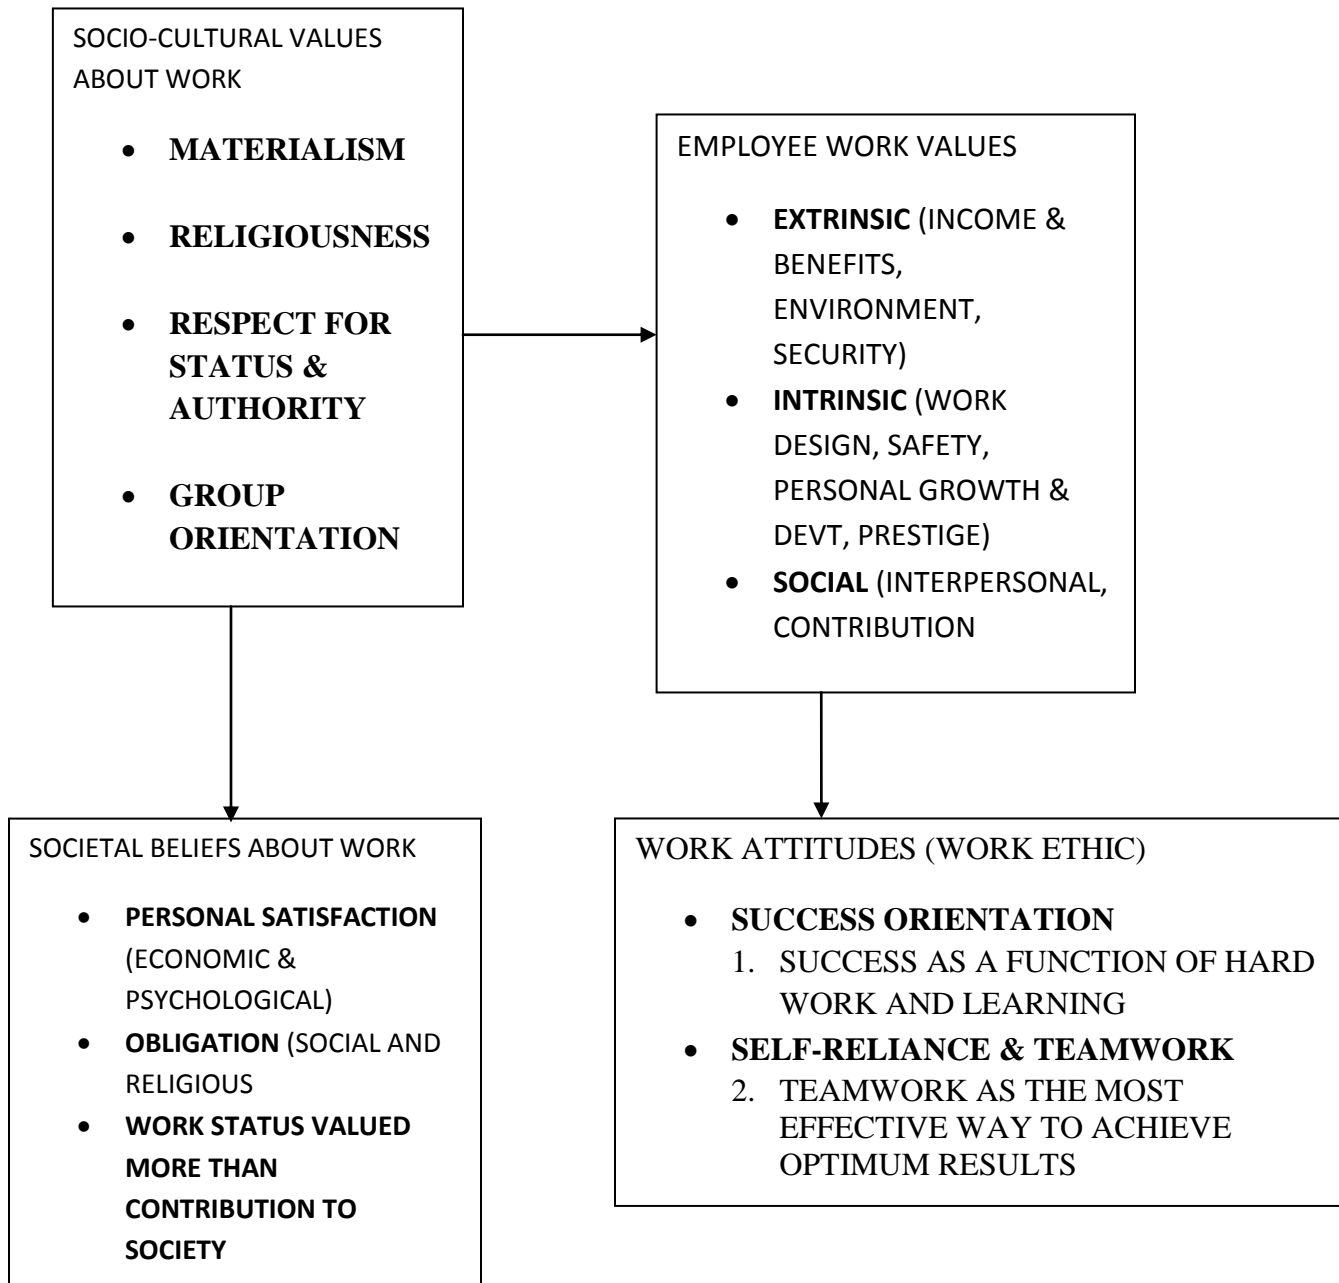 SOCIO-CULTURAL VALUES
ABOUT WORK
• MATERIALISM
• RELIGIOUSNESS
• RESPECT FOR
STATUS &
AUTHORITY
• GROUP
ORIENTATION
EMPLOYEE WORK VALUES
• EXTRINSIC (INCOME &
BENEFITS,
ENVIRONMENT,
SECURITY)
• INTRINSIC (WORK
DESIGN, SAFETY,
PERSONAL GROWTH &
DEVT, PRESTIGE)
• SOCIAL (INTERPERSONAL,
CONTRIBUTION
SOCIETAL BELIEFS ABOUT WORK
• PERSONAL SATISFACTION
(ECONOMIC &
PSYCHOLOGICAL)
• OBLIGATION (SOCIAL AND
RELIGIOUS
• WORK STATUS VALUED
MORE THAN
CONTRIBUTION TO
SOCIETY
WORK ATTITUDES (WORK ETHIC)
• SUCCESS ORIENTATION
1. SUCCESS AS A FUNCTION OF HARD
WORK AND LEARNING
• SELF-RELIANCE & TEAMWORK
2. TEAMWORK AS THE MOST
EFFECTIVE WAY TO ACHIEVE
OPTIMUM RESULTS